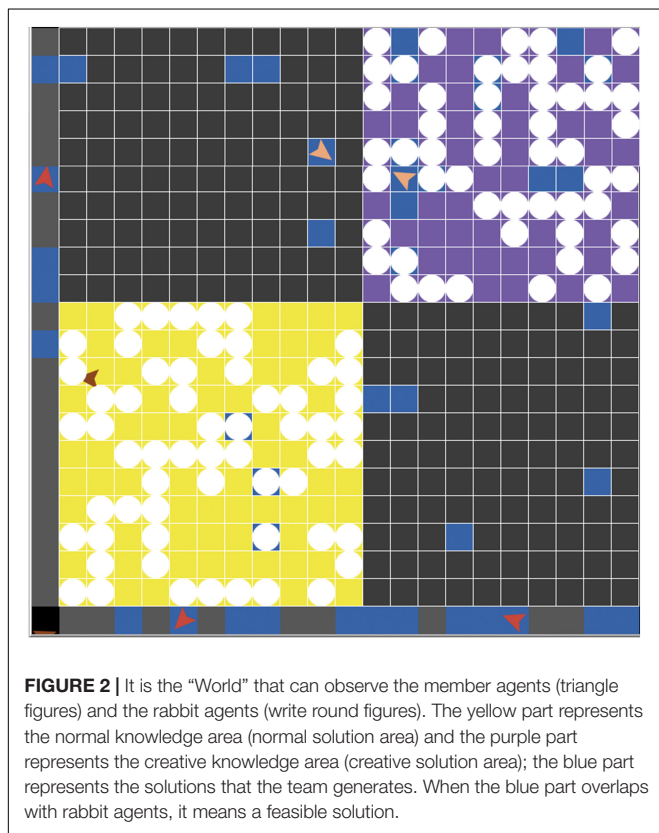 FIGURE 2 | It is the “World” that can observe the member agents (triangle
figures) and the rabbit agents (write round figures). The yellow part represents
the normal knowledge area (normal solution area) and the purple part
represents the creative knowledge area (creative solution area); the blue part
represents the solutions that the team generates. When the blue part overlaps
with rabbit agents, it means a feasible solution.